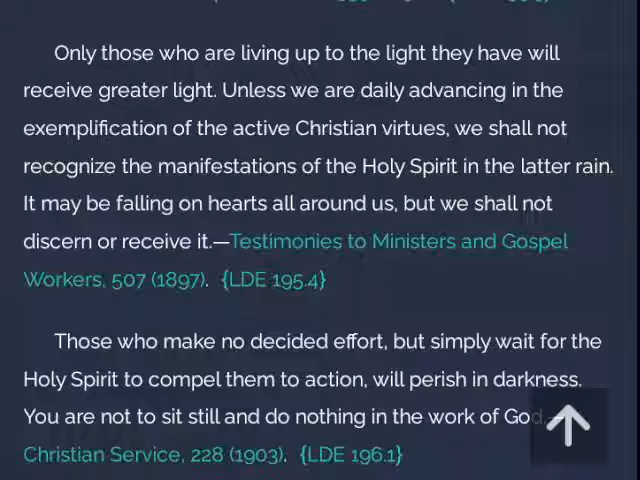 Only those who are living up to the light they have will
receive greater light. Unless we are daily advancing in the
exemplification of the active Christian virtues, we shall not
recognize the manifestations of the Holy Spirit in the latter rain.
It may be falling on hearts all around us, but we shall not
discern or receive it.—Testimonies to Ministers and Gospel
Workers, 507 (1897). {LDE 195.4}
Those who make no decided effort, but simply wait for the
Holy Spirit to compel them to action, will perish in darkness.
You are not to sit still and do nothing in the work of God.—
Christian Service, 228 (1903). {LDE 196.1}